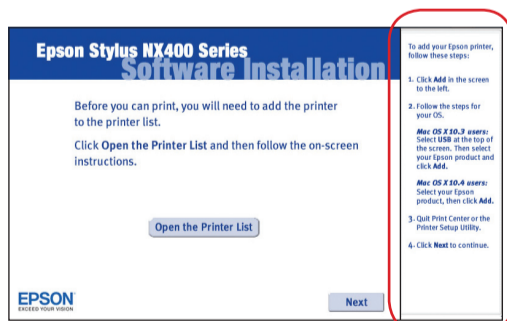 Epson Stylus NX400 Series
Software Installation
Before you can print, you will need to add the printer
to the printer list.
Click Open the Printer List and then follow the on-screen
instructions.
Open the Printer List
EPSON
EXCEED YOUR VISION
Next
To add your Epson printer,
follow these steps:
1. Click Add in the screen
to the left.
2. Follow the steps for
your OS.
Mac OS X 10.3 users:
Select USB at the top of
the screen. Then select
your Epson product and
click Add.
Mac OS X 10.4 users:
Select your Epson
product, then click Add.
3. Quit Print Center or the
Printer Setup Utility.
4. Click Next to continue.